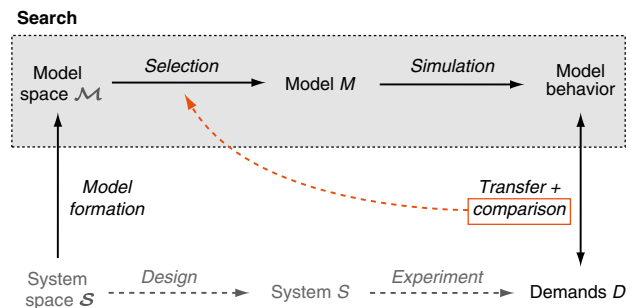 Search
Model
space ℳ
Selection
Model M
Simulation
Model
behavior
Model
formation
Transfer +
comparison
System
space 𝒮
Design
System S
Experiment
Demands D